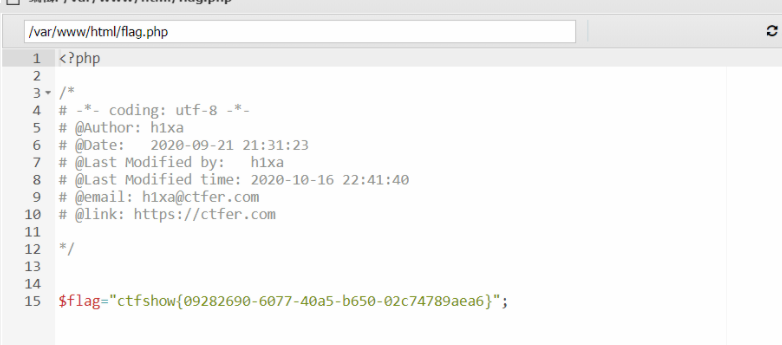 编辑: /var/www/html/flag.php
/var/www/html/flag.php
1 <?php
2
3 /*
4 # -*- coding: utf-8 -*-
5 # @Author: h1xa
6 # @Date:   2020-09-21 21:31:23
7 # @Last Modified by:   h1xa
8 # @Last Modified time: 2020-10-16 22:41:40
9 # @email: h1xa@ctfer.com
10 # @link: https://ctfer.com
11
12 */
13
14
15 $flag="ctfshow{09282690-6077-40a5-b650-02c74789aea6}";